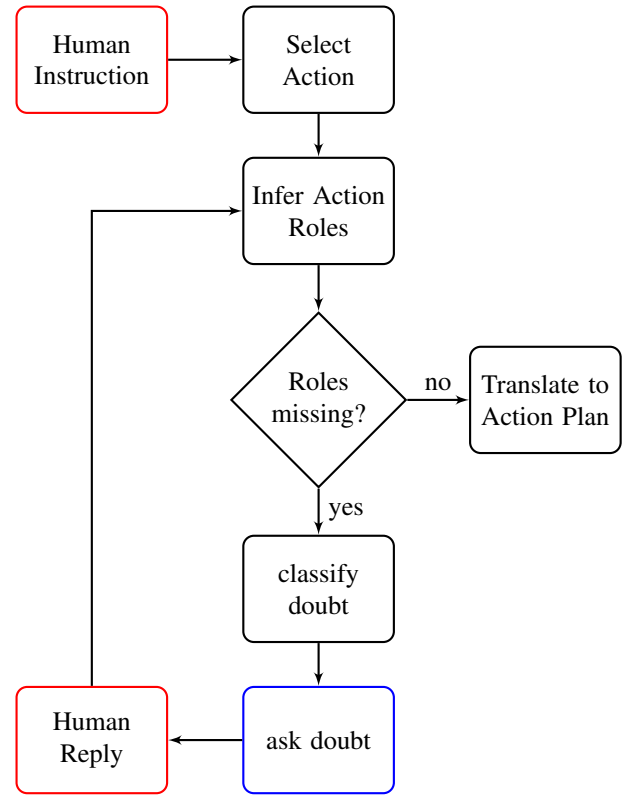 Human
Instruction
Select
Action
Infer Action
Roles
Roles
missing?
no
Translate to
Action Plan
yes
classify
doubt
Human
Reply
ask doubt